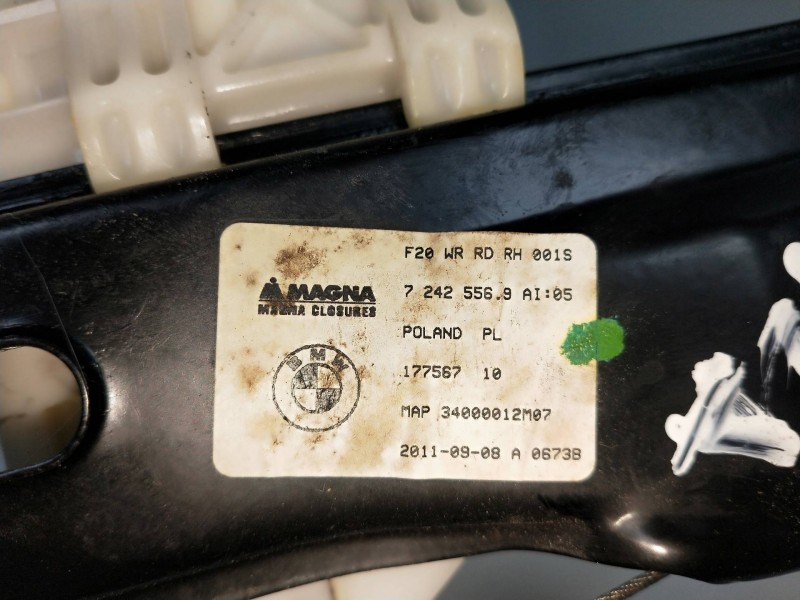 F20 WR RD RH 001S
MAGNA
MAGNA CLOSURES
7 242 556.9 AI:05
POLAND PL
BMW
177567 10
MAP 34000012M07
2011-09-08 A 0673B